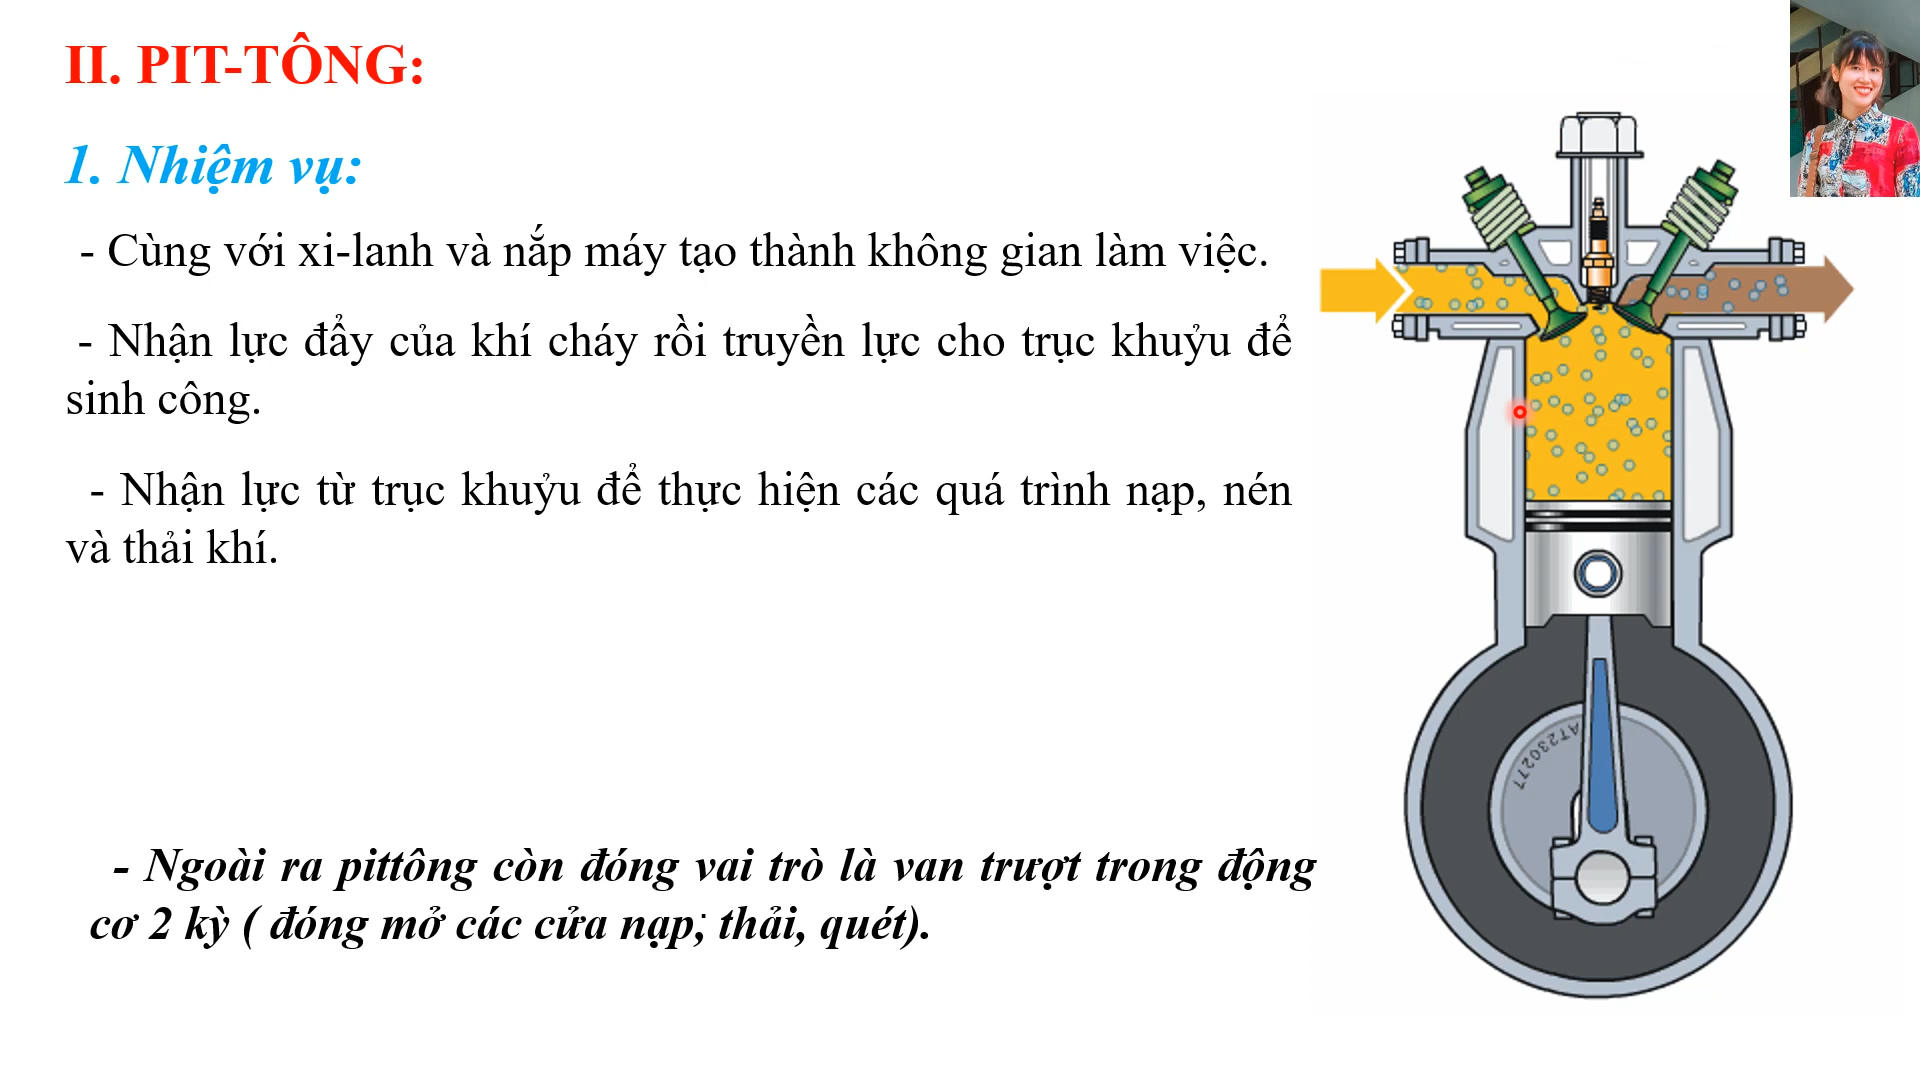 II. PIT-TÔNG:
1. Nhiệm vụ:
- Cùng với xi-lanh và nắp máy tạo thành không gian làm việc.
- Nhận lực đẩy của khí cháy rồi truyền lực cho trục khuỷu để
sinh công.
- Nhận lực từ trục khuỷu để thực hiện các quá trình nạp, nén
và thải khí.
AT230277
- Ngoài ra pittông còn đóng vai trò là van trượt trong động
cơ 2 kỳ ( đóng mở các cửa nạp; thải, quét).